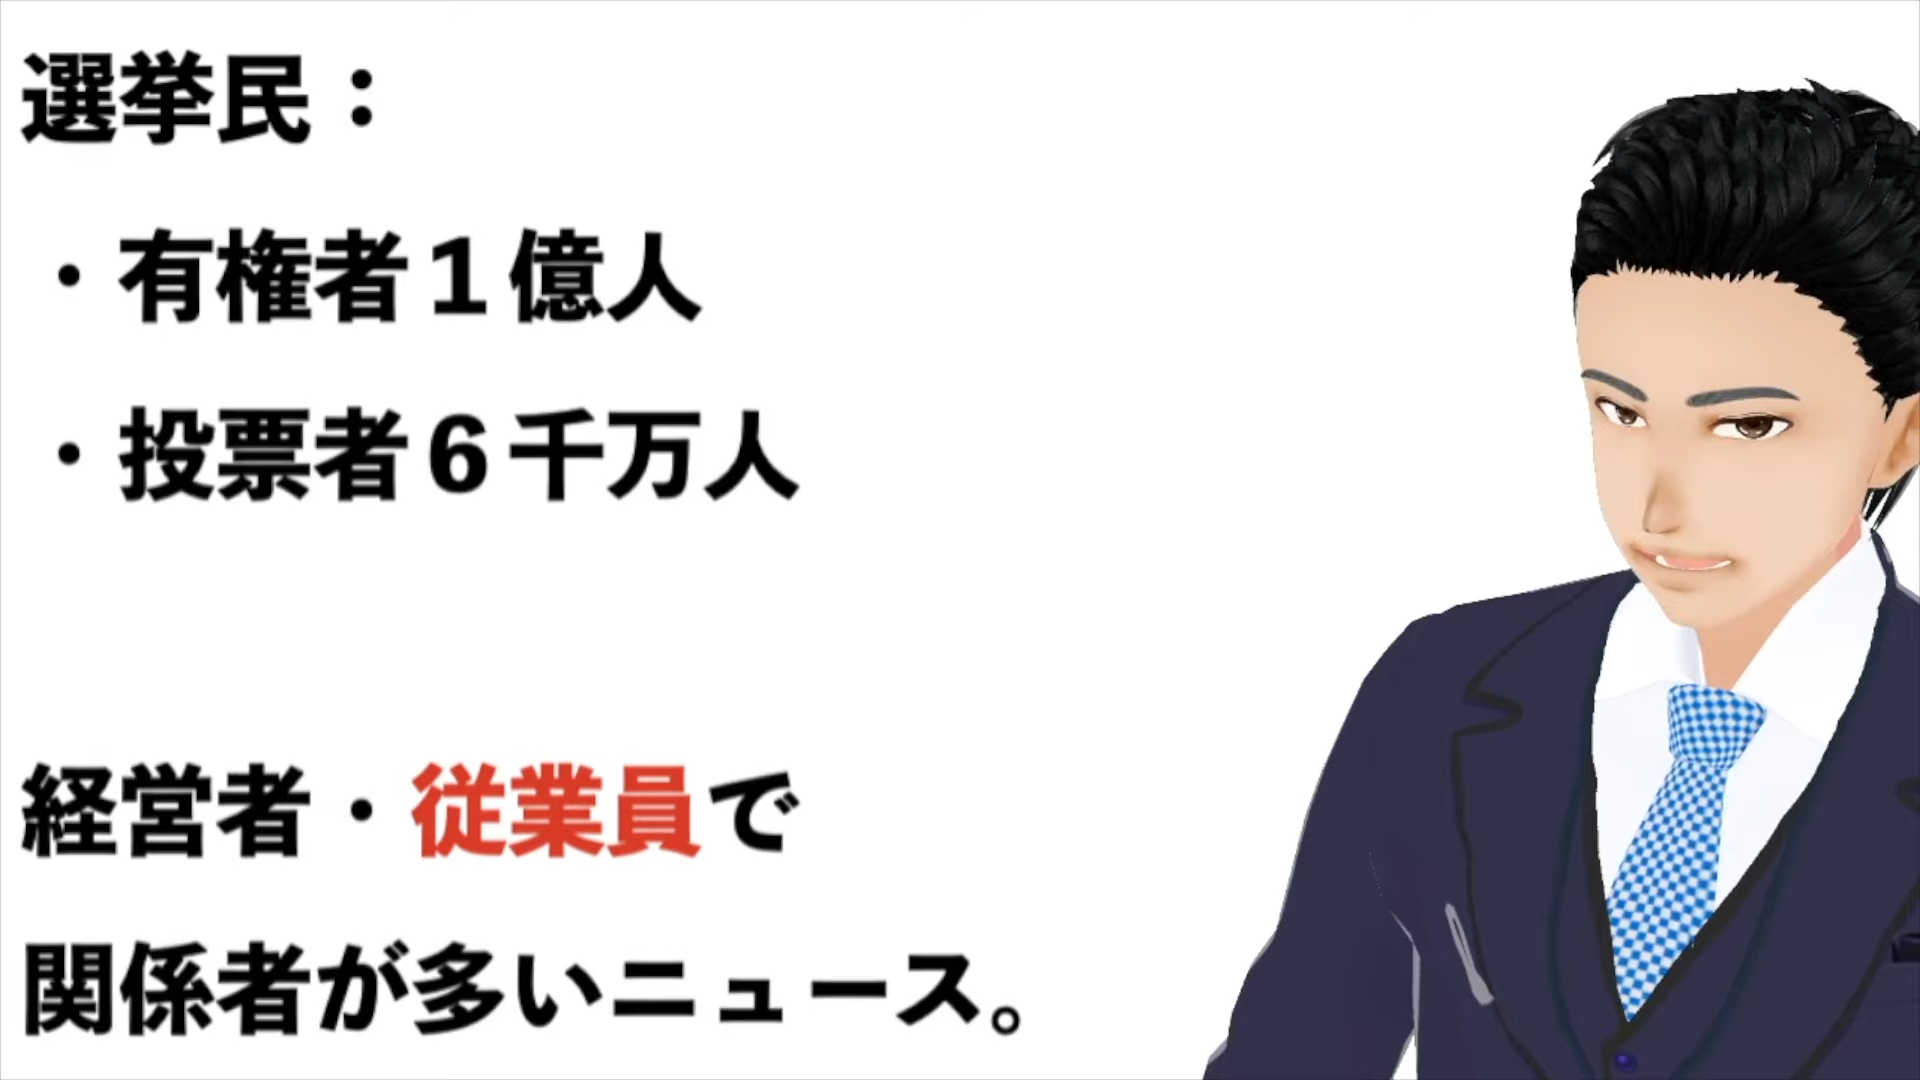 選挙民：
・有権者１億人
・投票者６千万人
経営者・従業員で
関係者が多いニュース。